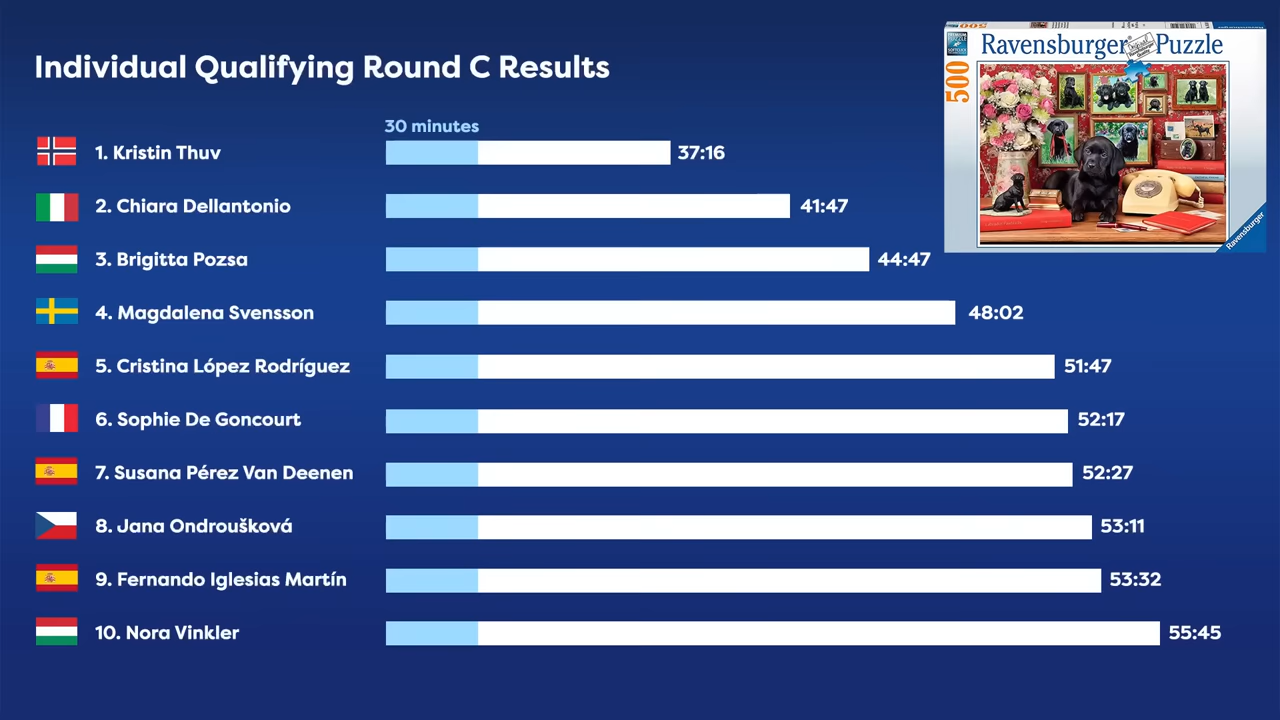 Individual Qualifying Round C Results
30 minutes
1. Kristin Thuv 37:16
2. Chiara Dellantonio 41:47
3. Brigitta Pozsa 44:47
4. Magdalena Svensson 48:02
5. Cristina López Rodríguez 51:47
6. Sophie De Goncourt 52:17
7. Susana Pérez Van Deenen 52:27
8. Jana Ondroušková 53:11
9. Fernando Iglesias Martín 53:32
10. Nora Vinkler 55:45
Ravensburger Puzzle
500
500
Ravensburger